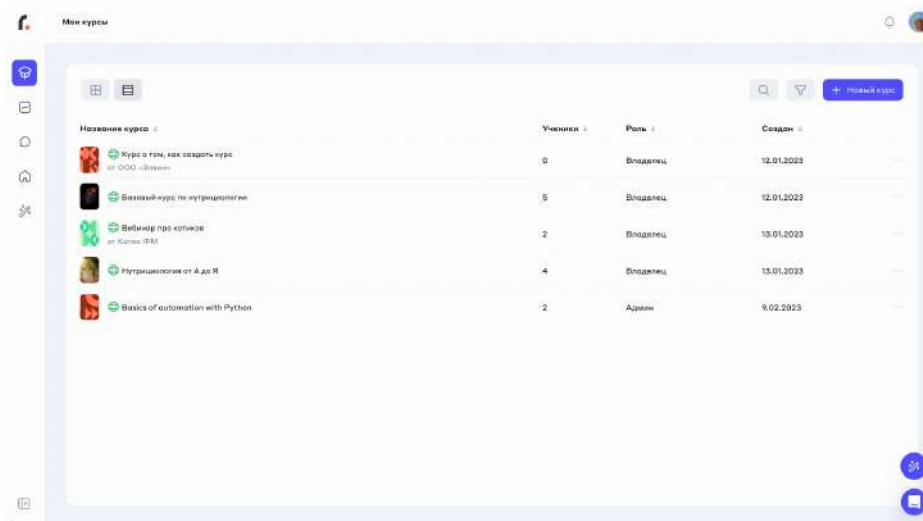 Мои курсы
+ Новый курс
Название курса
Ученики
Роль
Создан
Курс о том, как создать курс
от ООО
0
Владелец
12.01.2023
Базовый курс по нутрициологии
5
Владелец
12.01.2023
Вебинар про котиков
от Котик ФМ
2
Владелец
13.01.2023
Нутрициология от А до Я
4
Владелец
13.01.2023
Basics of automation with Python
2
Админ
9.02.2023